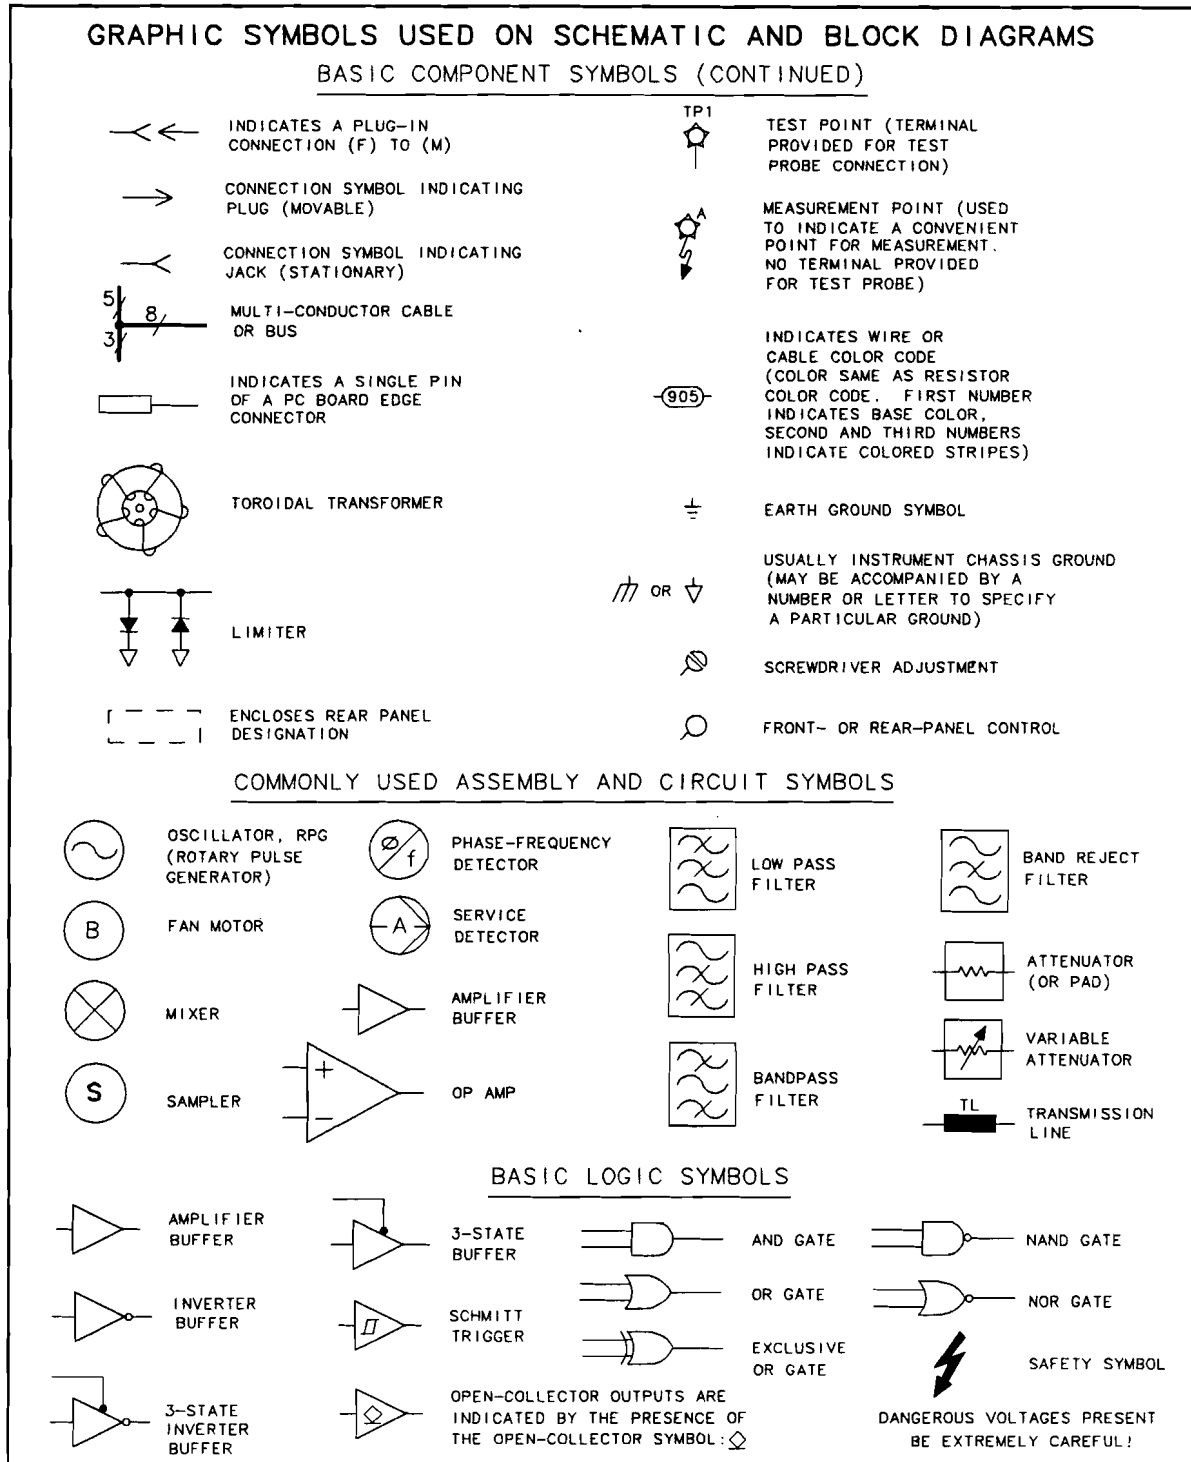 GRAPHIC SYMBOLS USED ON SCHEMATIC AND BLOCK DIAGRAMS
BASIC COMPONENT SYMBOLS (CONTINUED)
INDICATES A PLUG-IN
CONNECTION (F) TO (M)
CONNECTION SYMBOL INDICATING
PLUG (MOVABLE)
CONNECTION SYMBOL INDICATING
JACK (STATIONARY)
5
8
3
MULTI-CONDUCTOR CABLE
OR BUS
INDICATES A SINGLE PIN
OF A PC BOARD EDGE
CONNECTOR
TOROIDAL TRANSFORMER
LIMITER
ENCLOSES REAR PANEL
DESIGNATION
TP1
TEST POINT (TERMINAL
PROVIDED FOR TEST
PROBE CONNECTION)
A
MEASUREMENT POINT (USED
TO INDICATE A CONVENIENT
POINT FOR MEASUREMENT.
NO TERMINAL PROVIDED
FOR TEST PROBE)
905
INDICATES WIRE OR
CABLE COLOR CODE
(COLOR SAME AS RESISTOR
COLOR CODE. FIRST NUMBER
INDICATES BASE COLOR,
SECOND AND THIRD NUMBERS
INDICATE COLORED STRIPES)
EARTH GROUND SYMBOL
OR
USUALLY INSTRUMENT CHASSIS GROUND
(MAY BE ACCOMPANIED BY A
NUMBER OR LETTER TO SPECIFY
A PARTICULAR GROUND)
SCREWDRIVER ADJUSTMENT
FRONT- OR REAR-PANEL CONTROL
COMMONLY USED ASSEMBLY AND CIRCUIT SYMBOLS
OSCILLATOR, RPG
(ROTARY PULSE
GENERATOR)
B
FAN MOTOR
MIXER
S
SAMPLER
Ø/f
PHASE-FREQUENCY
DETECTOR
A
SERVICE
DETECTOR
AMPLIFIER
BUFFER
+
−
OP AMP
LOW PASS
FILTER
HIGH PASS
FILTER
BANDPASS
FILTER
BAND REJECT
FILTER
ATTENUATOR
(OR PAD)
VARIABLE
ATTENUATOR
TL
TRANSMISSION
LINE
BASIC LOGIC SYMBOLS
AMPLIFIER
BUFFER
INVERTER
BUFFER
3-STATE
INVERTER
BUFFER
3-STATE
BUFFER
SCHMITT
TRIGGER
OPEN-COLLECTOR OUTPUTS ARE
INDICATED BY THE PRESENCE OF
THE OPEN-COLLECTOR SYMBOL:
AND GATE
OR GATE
EXCLUSIVE
OR GATE
NAND GATE
NOR GATE
SAFETY SYMBOL
DANGEROUS VOLTAGES PRESENT
BE EXTREMELY CAREFUL!